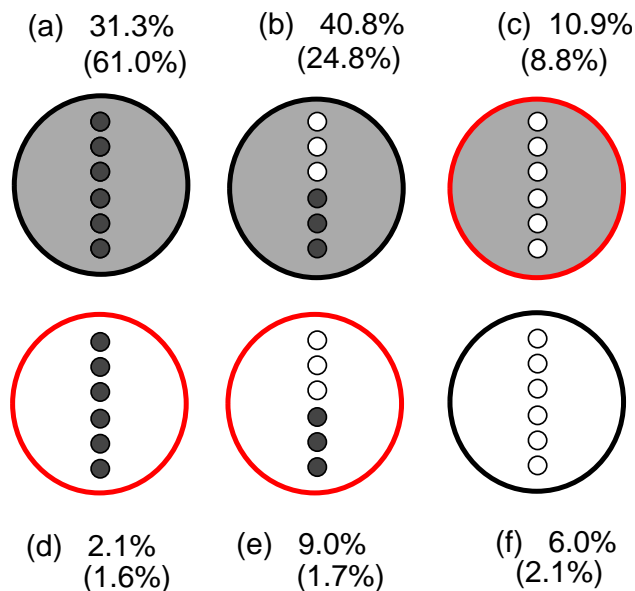 (a) 31.3% (b) 40.8% (c) 10.9%
(61.0%) (24.8%) (8.8%)
(d) 2.1% (e) 9.0% (f) 6.0%
(1.6%) (1.7%) (2.1%)